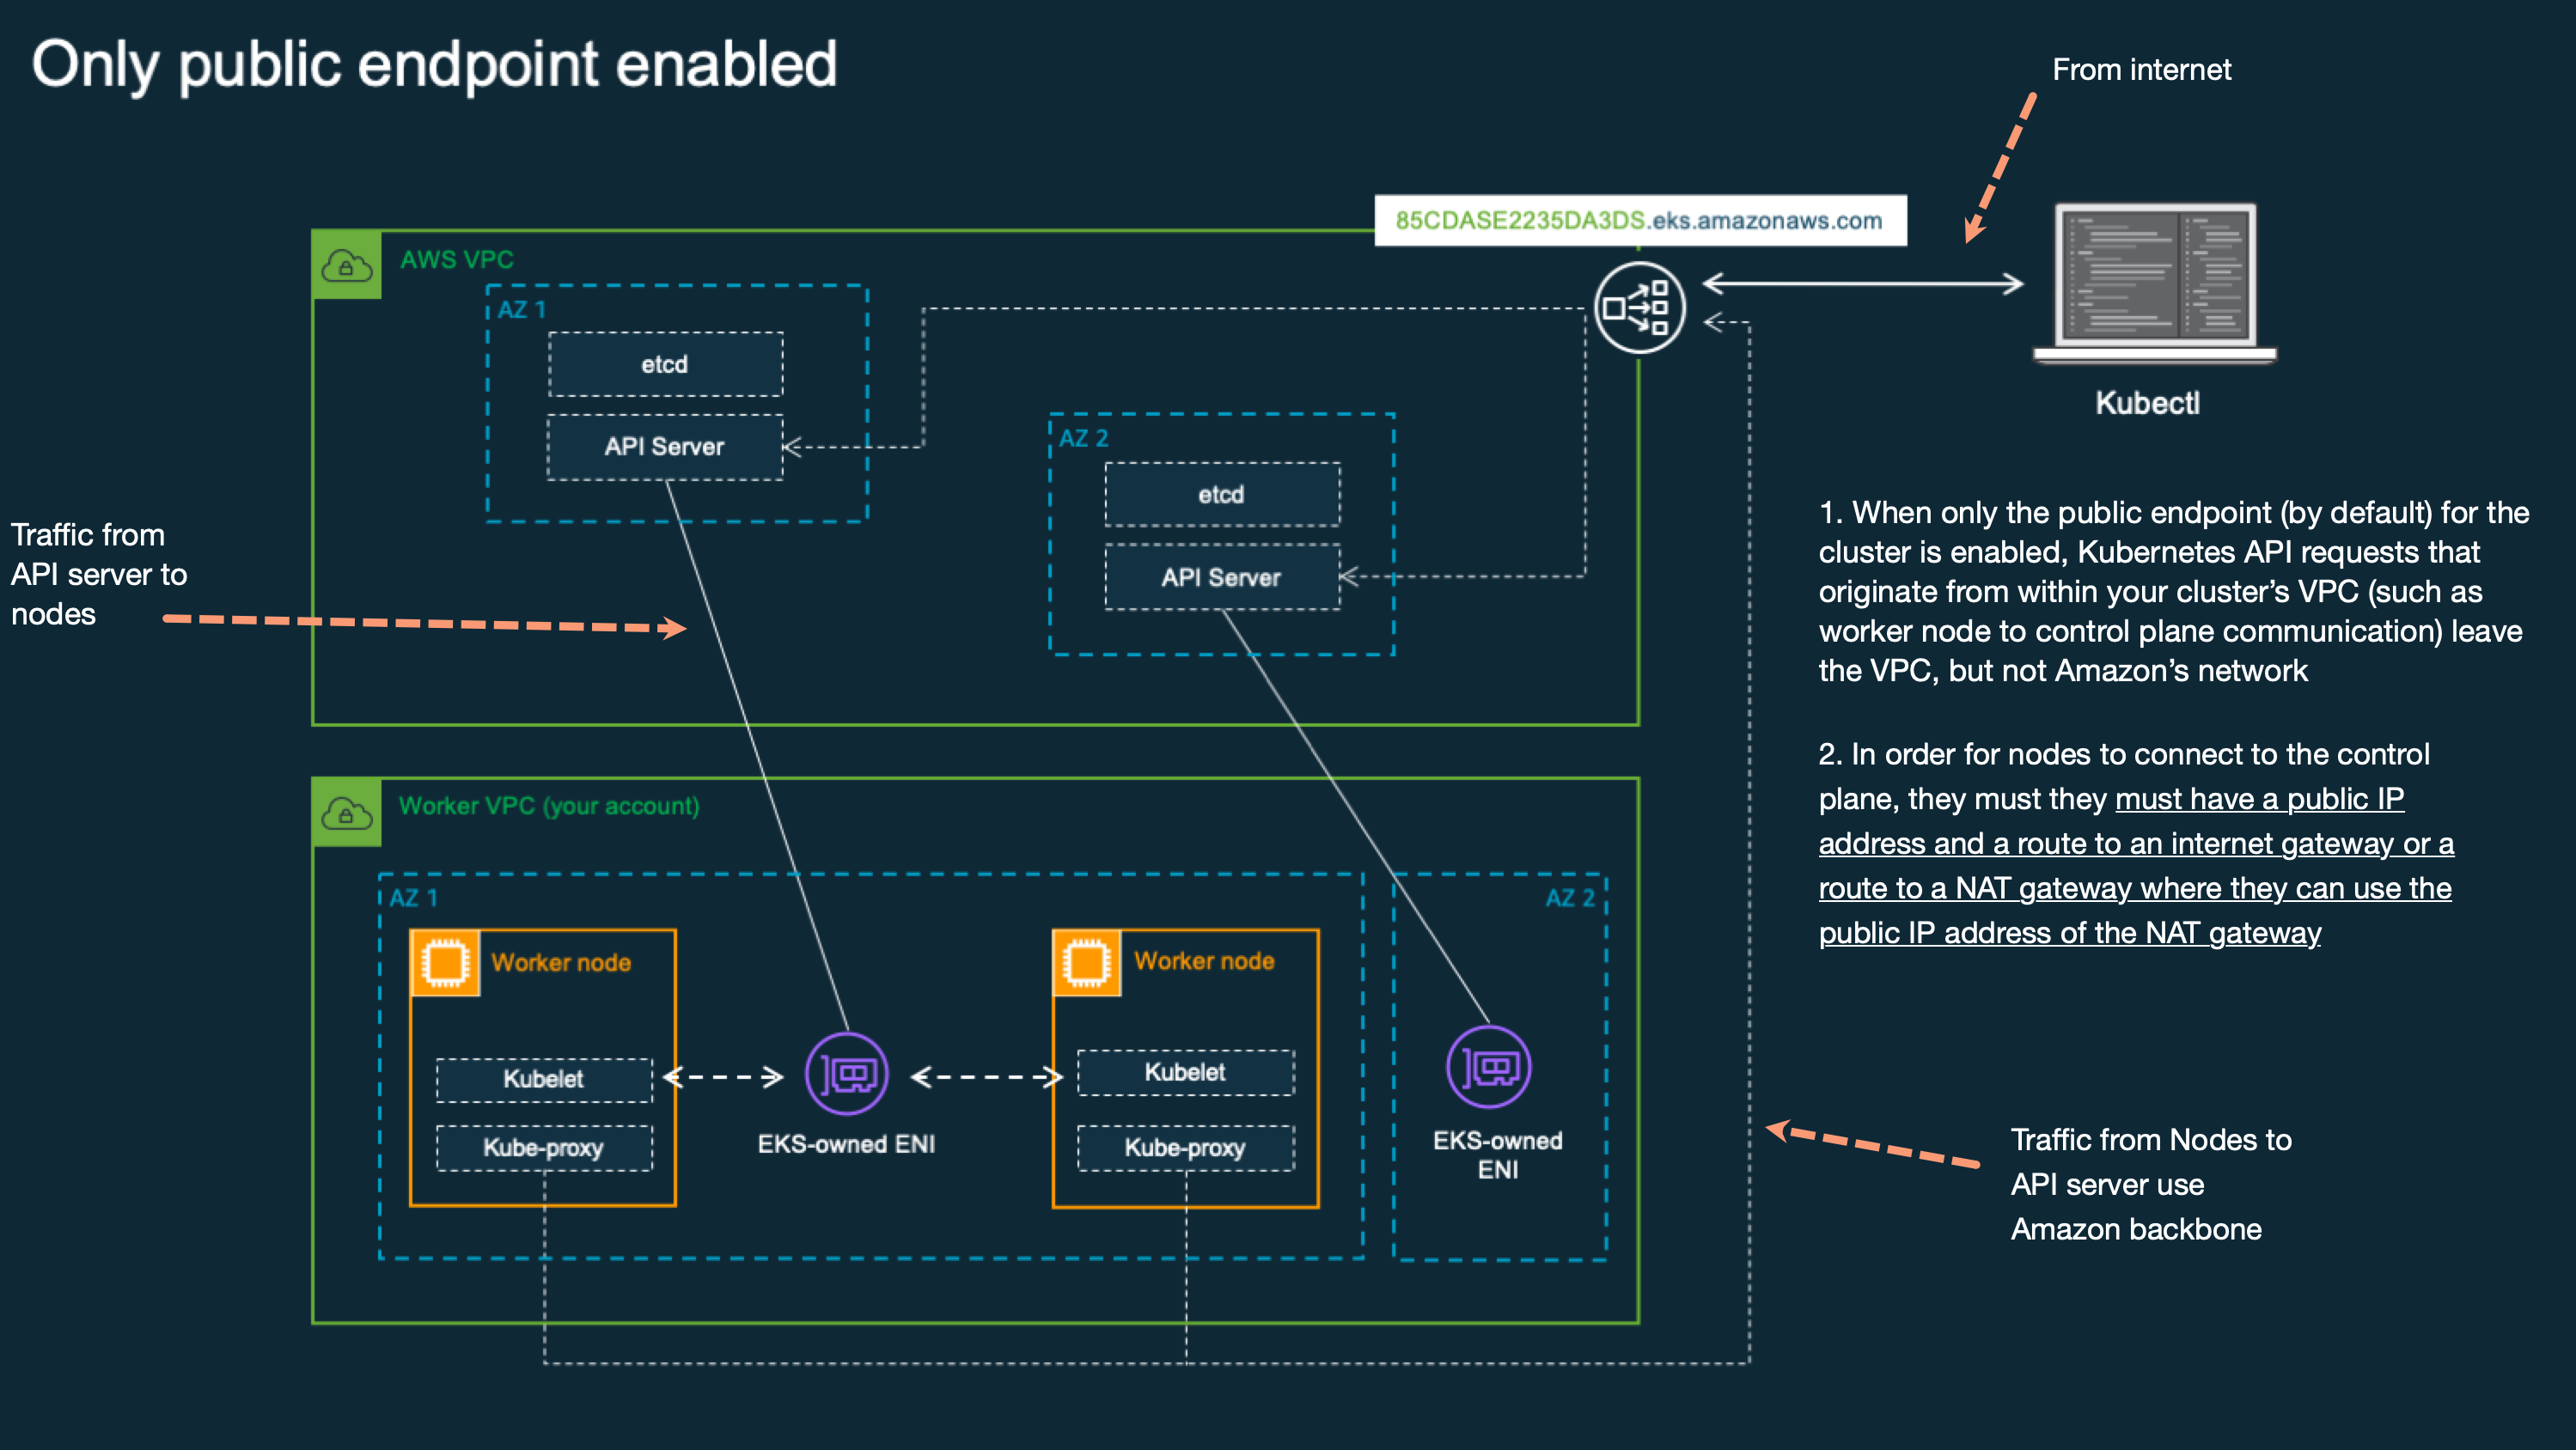 Only public endpoint enabled
From internet
85CDASE2235DA3DS.eks.amazonaws.com
AWS VPC
AZ 1
etcd
API Server
AZ 2
etcd
API Server
Kubectl
Traffic from
API server to
nodes
1. When only the public endpoint (by default) for the
cluster is enabled, Kubernetes API requests that
originate from within your cluster’s VPC (such as
worker node to control plane communication) leave
the VPC, but not Amazon’s network
2. In order for nodes to connect to the control
plane, they must they must have a public IP
address and a route to an internet gateway or a
route to a NAT gateway where they can use the
public IP address of the NAT gateway
Worker VPC (your account)
AZ 1
Worker node
Kubelet
Kube-proxy
EKS-owned ENI
Worker node
Kubelet
Kube-proxy
AZ 2
EKS-owned
ENI
Traffic from Nodes to
API server use
Amazon backbone